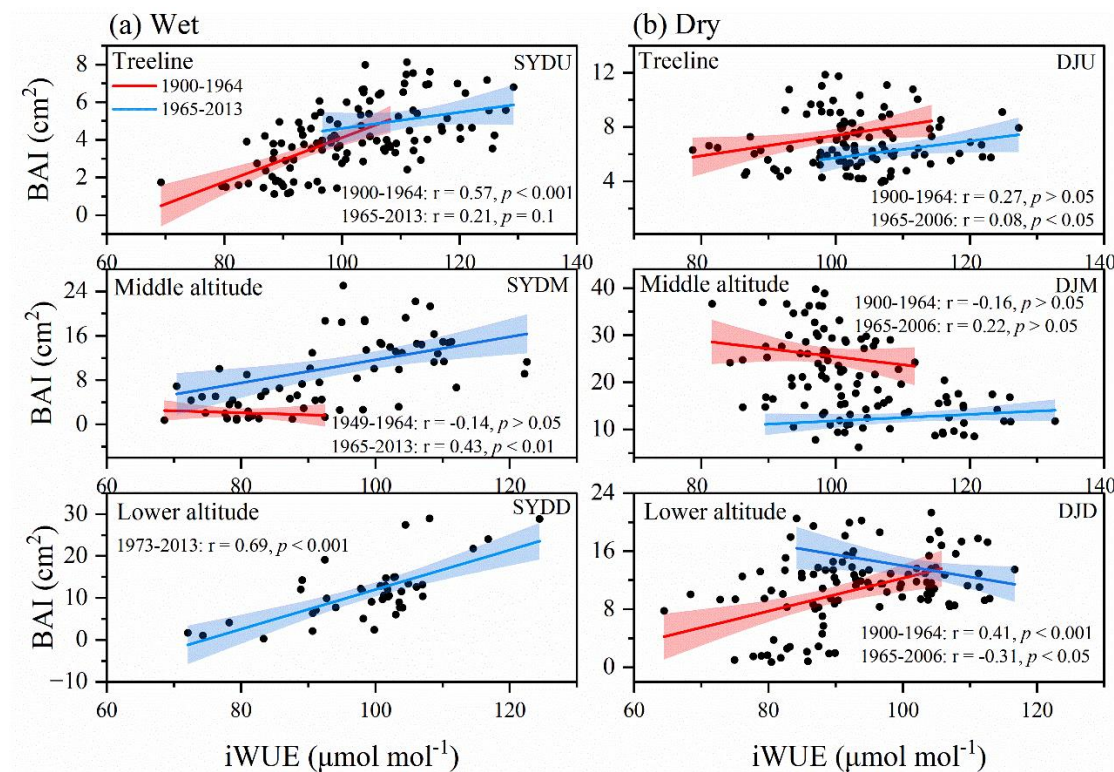 (a) Wet
(b) Dry
Treeline
SYDU
1900-1964
1965-2013
8
6
4
2
0
BAI (cm²)
1900-1964: r = 0.57, p < 0.001
1965-2013: r = 0.21, p = 0.1
60 80 100 120 140
Treeline
DJU
12
8
4
BAI (cm²)
1900-1964: r = 0.27, p > 0.05
1965-2006: r = 0.08, p < 0.05
60 80 100 120 140
Middle altitude
SYDM
24
16
8
0
BAI (cm²)
1949-1964: r = -0.14, p > 0.05
1965-2013: r = 0.43, p < 0.01
Middle altitude
DJM
40
30
20
10
1900-1964: r = -0.16, p > 0.05
1965-2006: r = 0.22, p > 0.05
60 80 100 120 140
Lower altitude
SYDD
1973-2013: r = 0.69, p < 0.001
30
20
10
0
−10
BAI (cm²)
80 100 120
iWUE (μmol mol⁻¹)
Lower altitude
DJD
24
16
8
0
1900-1964: r = 0.41, p < 0.001
1965-2006: r = -0.31, p < 0.05
60 80 100 120
iWUE (μmol mol⁻¹)